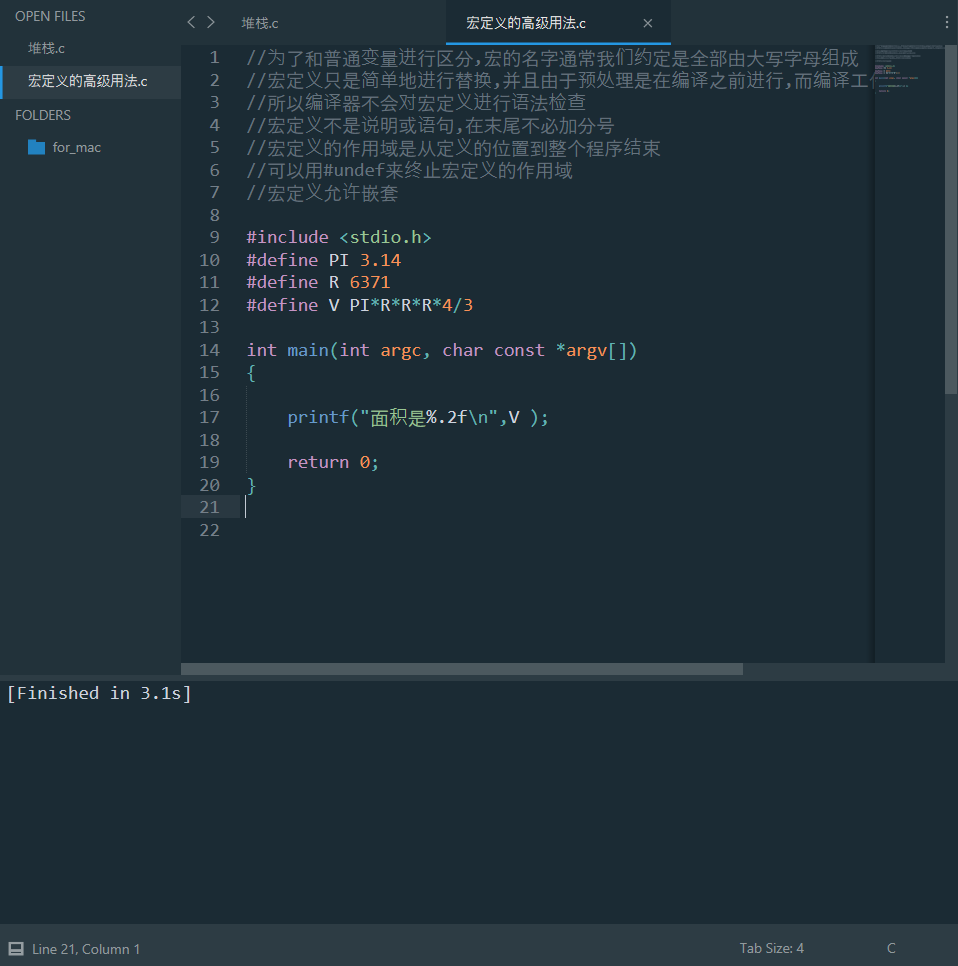 OPEN FILES
堆栈.c
宏定义的高级用法.c
FOLDERS
for_mac
堆栈.c
宏定义的高级用法.c
1 //为了和普通变量进行区分,宏的名字通常我们约定是全部由大写字母组成
2 //宏定义只是简单地进行替换,并且由于预处理是在编译之前进行,而编译工
3 //所以编译器不会对宏定义进行语法检查
4 //宏定义不是说明或语句,在末尾不必加分号
5 //宏定义的作用域是从定义的位置到整个程序结束
6 //可以用#undef来终止宏定义的作用域
7 //宏定义允许嵌套
8
9 #include <stdio.h>
10 #define PI 3.14
11 #define R 6371
12 #define V PI*R*R*R*4/3
13
14 int main(int argc, char const *argv[])
15 {
16
17     printf("面积是%.2f\n",V );
18
19     return 0;
20 }
21
22
[Finished in 3.1s]
Line 21, Column 1
Tab Size: 4
C